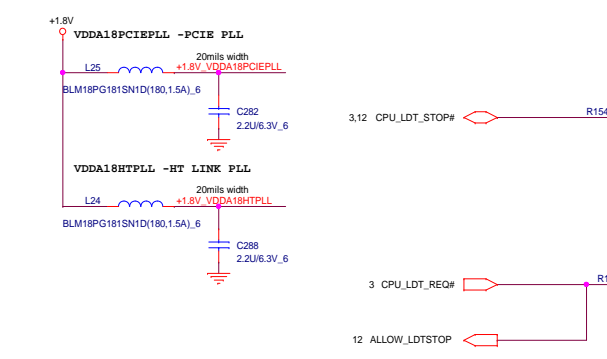 +1.8V
VDDA18PCIEPLL -PCIE PLL
20mils width
L25
+1.8V_VDDA18PCIEPLL
BLM18PG181SN1D(180,1.5A)_6
C282
2.2U/6.3V_6
3,12 CPU_LDT_STOP#
R154
VDDA18HTPLL -HT LINK PLL
20mils width
L24
+1.8V_VDDA18HTPLL
BLM18PG181SN1D(180,1.5A)_6
C288
2.2U/6.3V_6
3 CPU_LDT_REQ#
R1
12 ALLOW_LDTSTOP